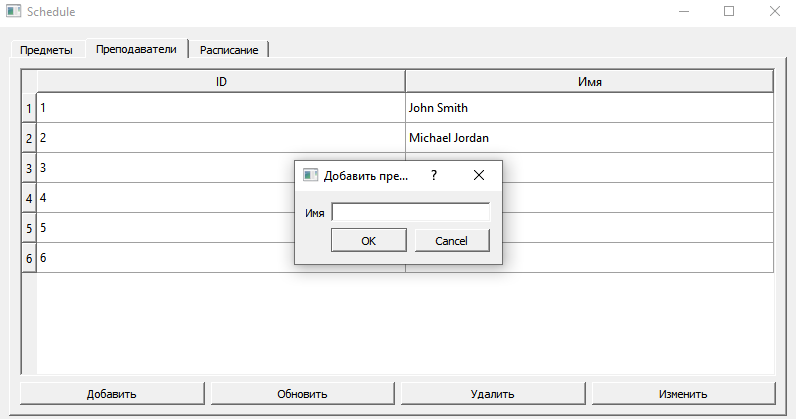 Schedule
Предметы Преподаватели Расписание
ID Имя
1 1 John Smith
2 2 Michael Jordan
3 3
4 4
5 5
6 6
Добавить пре... ?
Имя
OK Cancel
Добавить Обновить Удалить Изменить